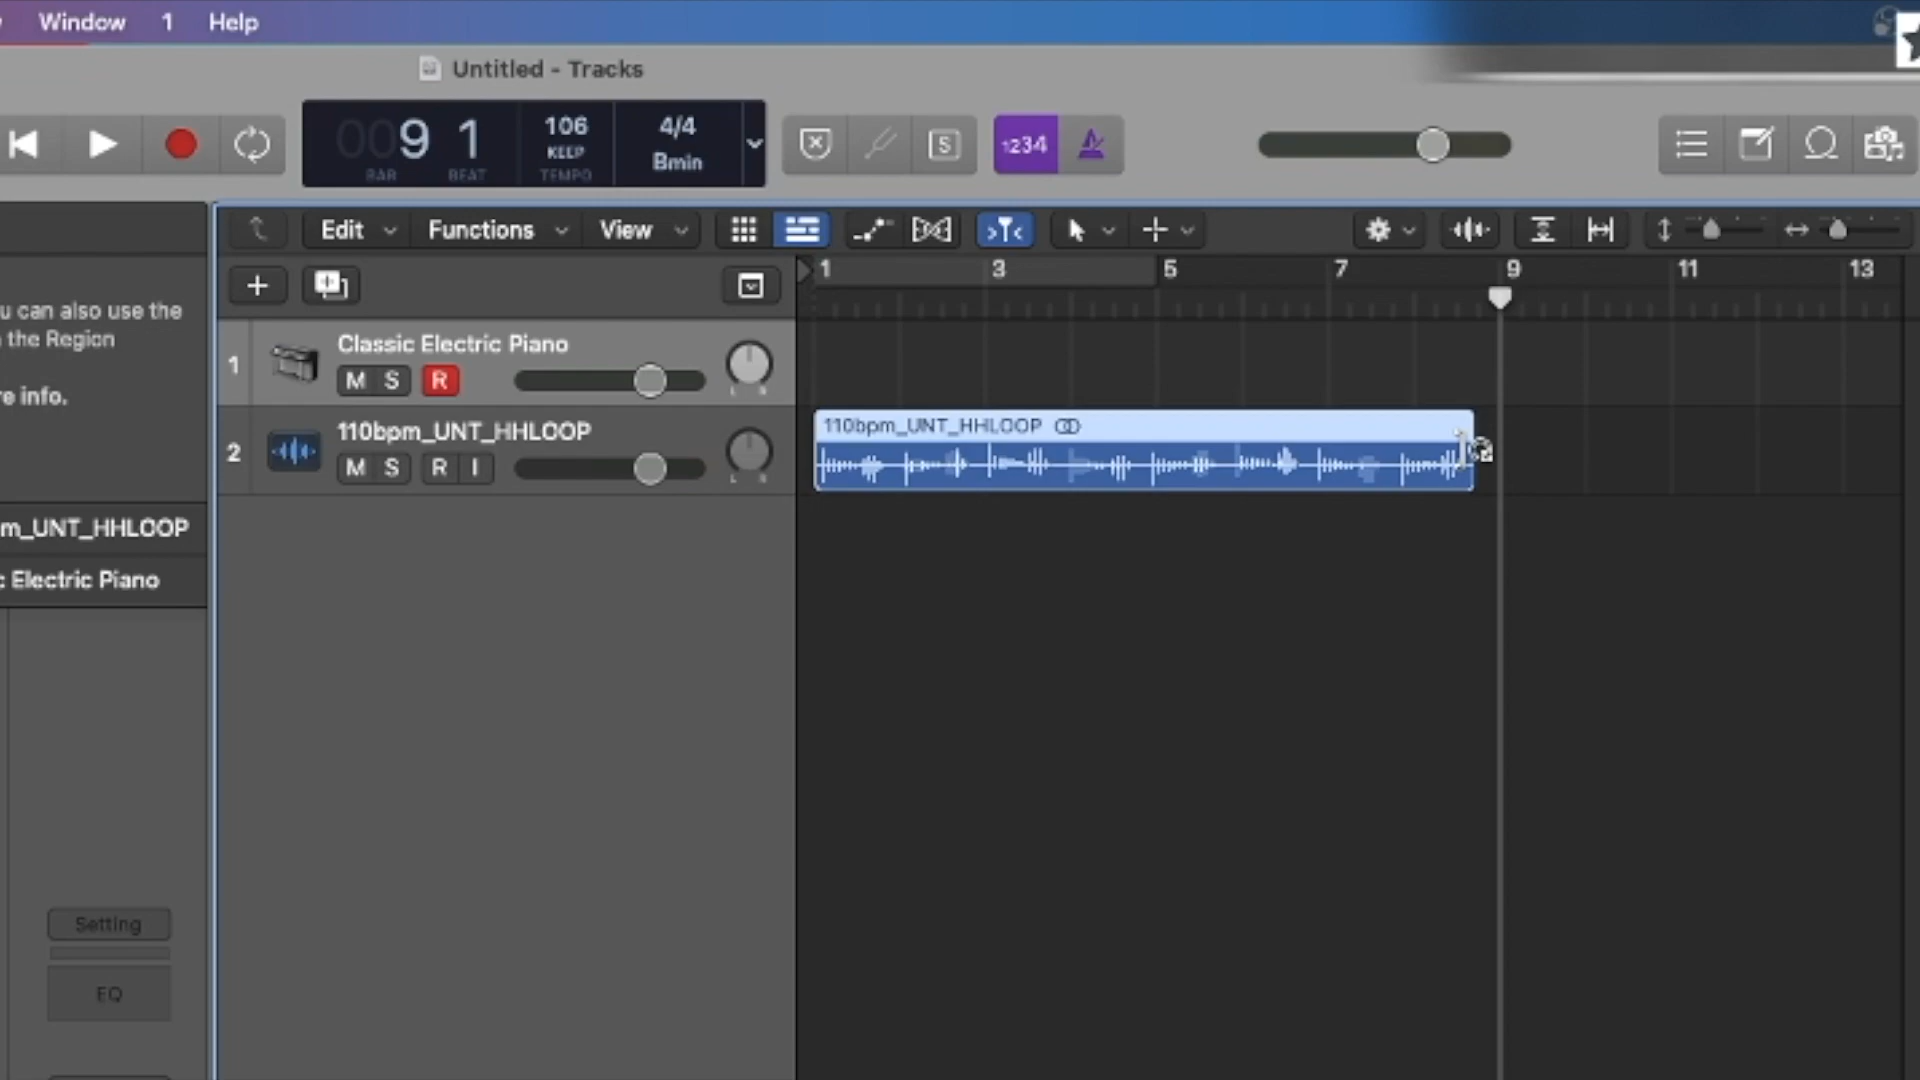 Window 1 Help
Untitled - Tracks
009 1
BAR BEAT
106
KEEP
TEMPO
4/4
Bmin
S
1234
Edit Functions View
1 3 5 7 9 11 13
u can also use the
the Region
e info.
1
Classic Electric Piano
M S R
2
110bpm_UNT_HHLOOP
M S R I
110bpm_UNT_HHLOOP
m_UNT_HHLOOP
c Electric Piano
Setting
EQ